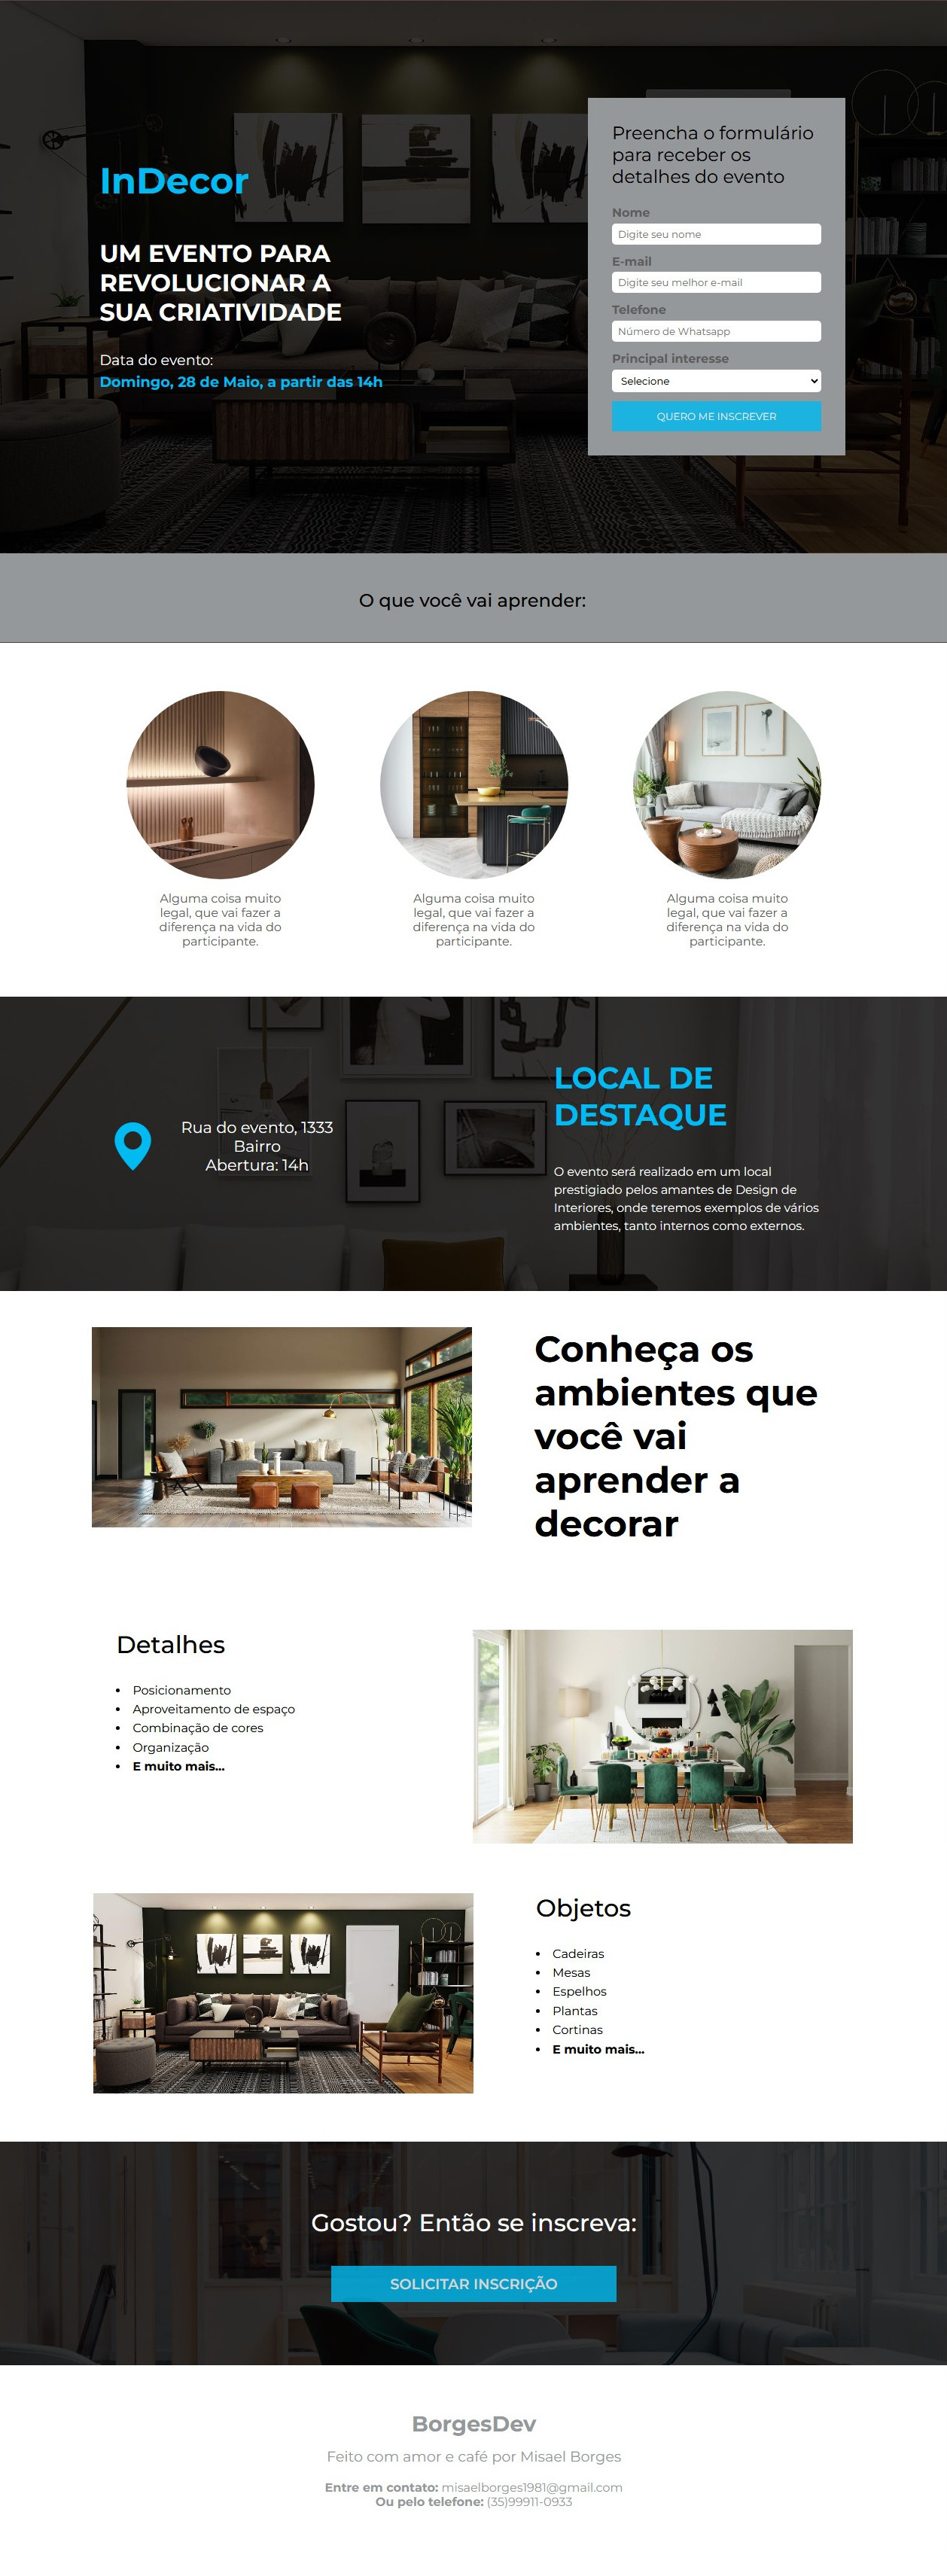 InDecor
UM EVENTO PARA
REVOLUCIONAR A
SUA CRIATIVIDADE
Data do evento:
Domingo, 28 de Maio, a partir das 14h
Preencha o formulário
para receber os
detalhes do evento
Nome
Digite seu nome
E-mail
Digite seu melhor e-mail
Telefone
Número de Whatsapp
Principal interesse
Selecione
QUERO ME INSCREVER
O que você vai aprender:
Alguma coisa muito
legal, que vai fazer a
diferença na vida do
participante.
Alguma coisa muito
legal, que vai fazer a
diferença na vida do
participante.
Alguma coisa muito
legal, que vai fazer a
diferença na vida do
participante.
Rua do evento, 1333
Bairro
Abertura: 14h
LOCAL DE
DESTAQUE
O evento será realizado em um local
prestigiado pelos amantes de Design de
Interiores, onde teremos exemplos de vários
ambientes, tanto internos como externos.
Conheça os
ambientes que
você vai
aprender a
decorar
Detalhes
• Posicionamento
• Aproveitamento de espaço
• Combinação de cores
• Organização
• E muito mais...
Objetos
• Cadeiras
• Mesas
• Espelhos
• Plantas
• Cortinas
• E muito mais...
Gostou? Então se inscreva:
SOLICITAR INSCRIÇÃO
BorgesDev
Feito com amor e café por Misael Borges
Entre em contato: misaelborges1981@gmail.com
Ou pelo telefone: (35)99911-0933